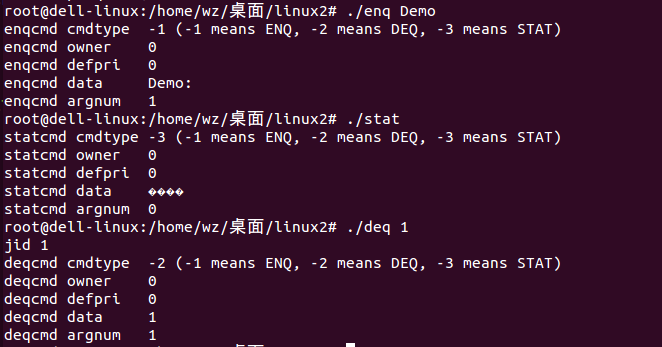 root@dell-linux:/home/wz/桌面/linux2# ./enq Demo
enqcmd cmdtype  -1 (-1 means ENQ, -2 means DEQ, -3 means STAT)
enqcmd owner    0
enqcmd defpri   0
enqcmd data     Demo:
enqcmd argnum   1
root@dell-linux:/home/wz/桌面/linux2# ./stat
statcmd cmdtype -3 (-1 means ENQ, -2 means DEQ, -3 means STAT)
statcmd owner   0
statcmd defpri  0
statcmd data    ����
statcmd argnum  0
root@dell-linux:/home/wz/桌面/linux2# ./deq 1
jid 1
deqcmd cmdtype  -2 (-1 means ENQ, -2 means DEQ, -3 means STAT)
deqcmd owner    0
deqcmd defpri   0
deqcmd data     1
deqcmd argnum   1